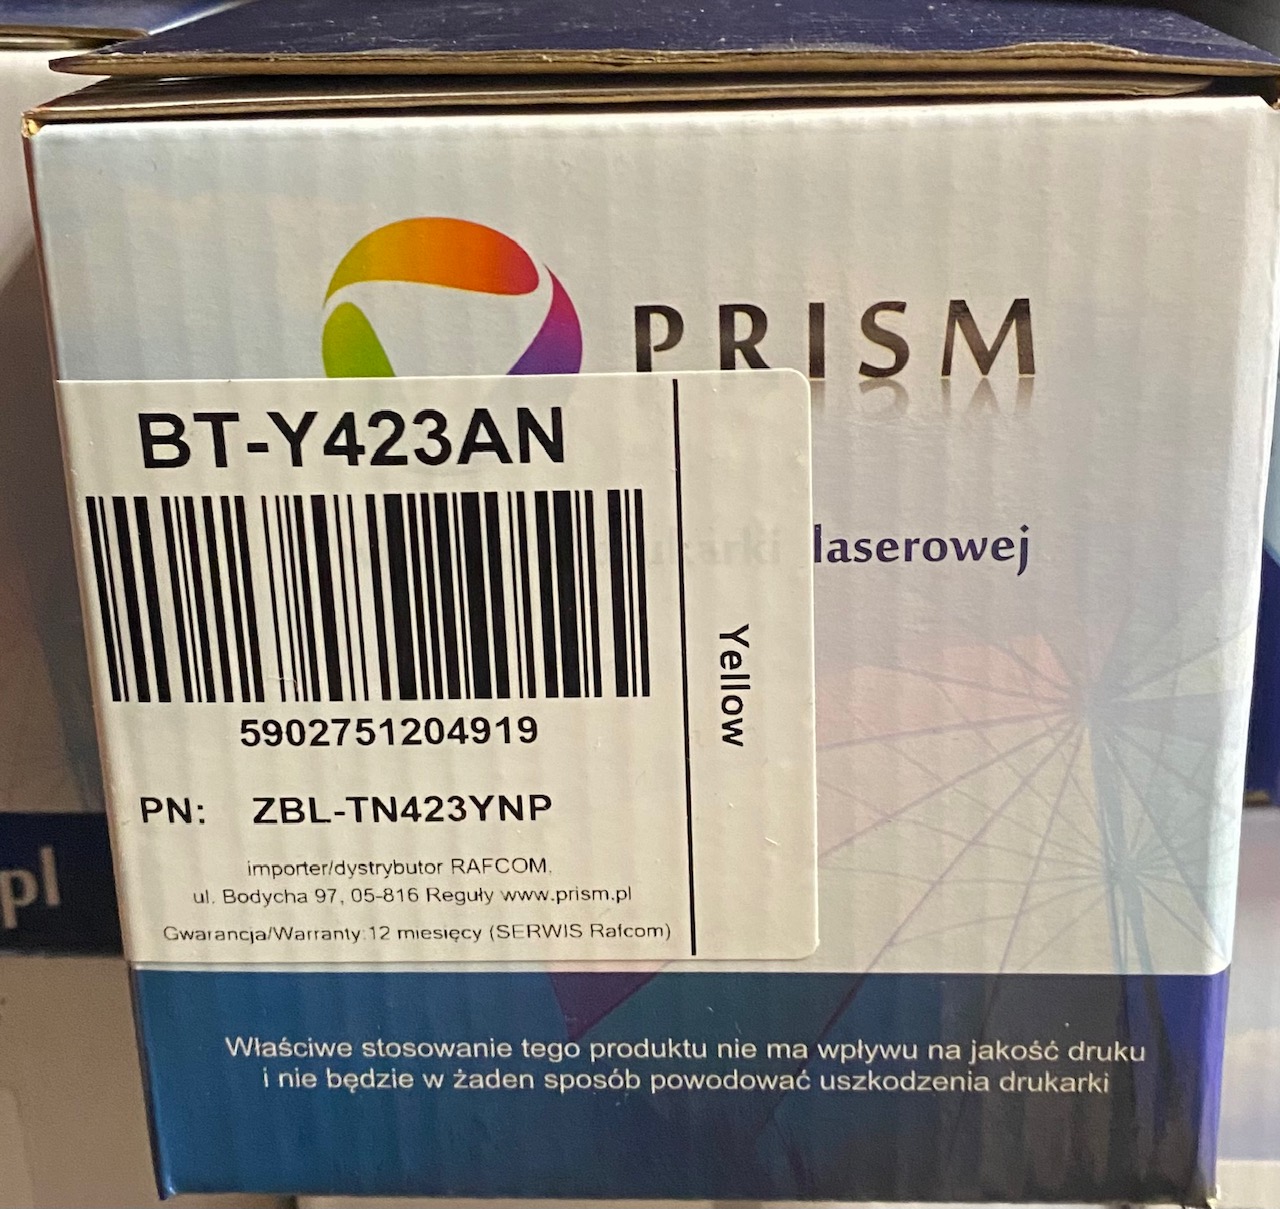 PRISM
BT-Y423AN
drukarki laserowej
Yellow
5902751204919
PN: ZBL-TN423YNP
importer/dystrybutor RAFCOM,
ul. Bodycha 97, 05-816 Reguły www.prism.pl
Gwarancja/Warranty:12 miesięcy (SERWIS Rafcom)
.pl
Właściwe stosowanie tego produktu nie ma wpływu na jakość druku
i nie będzie w żaden sposób powodować uszkodzenia drukarki